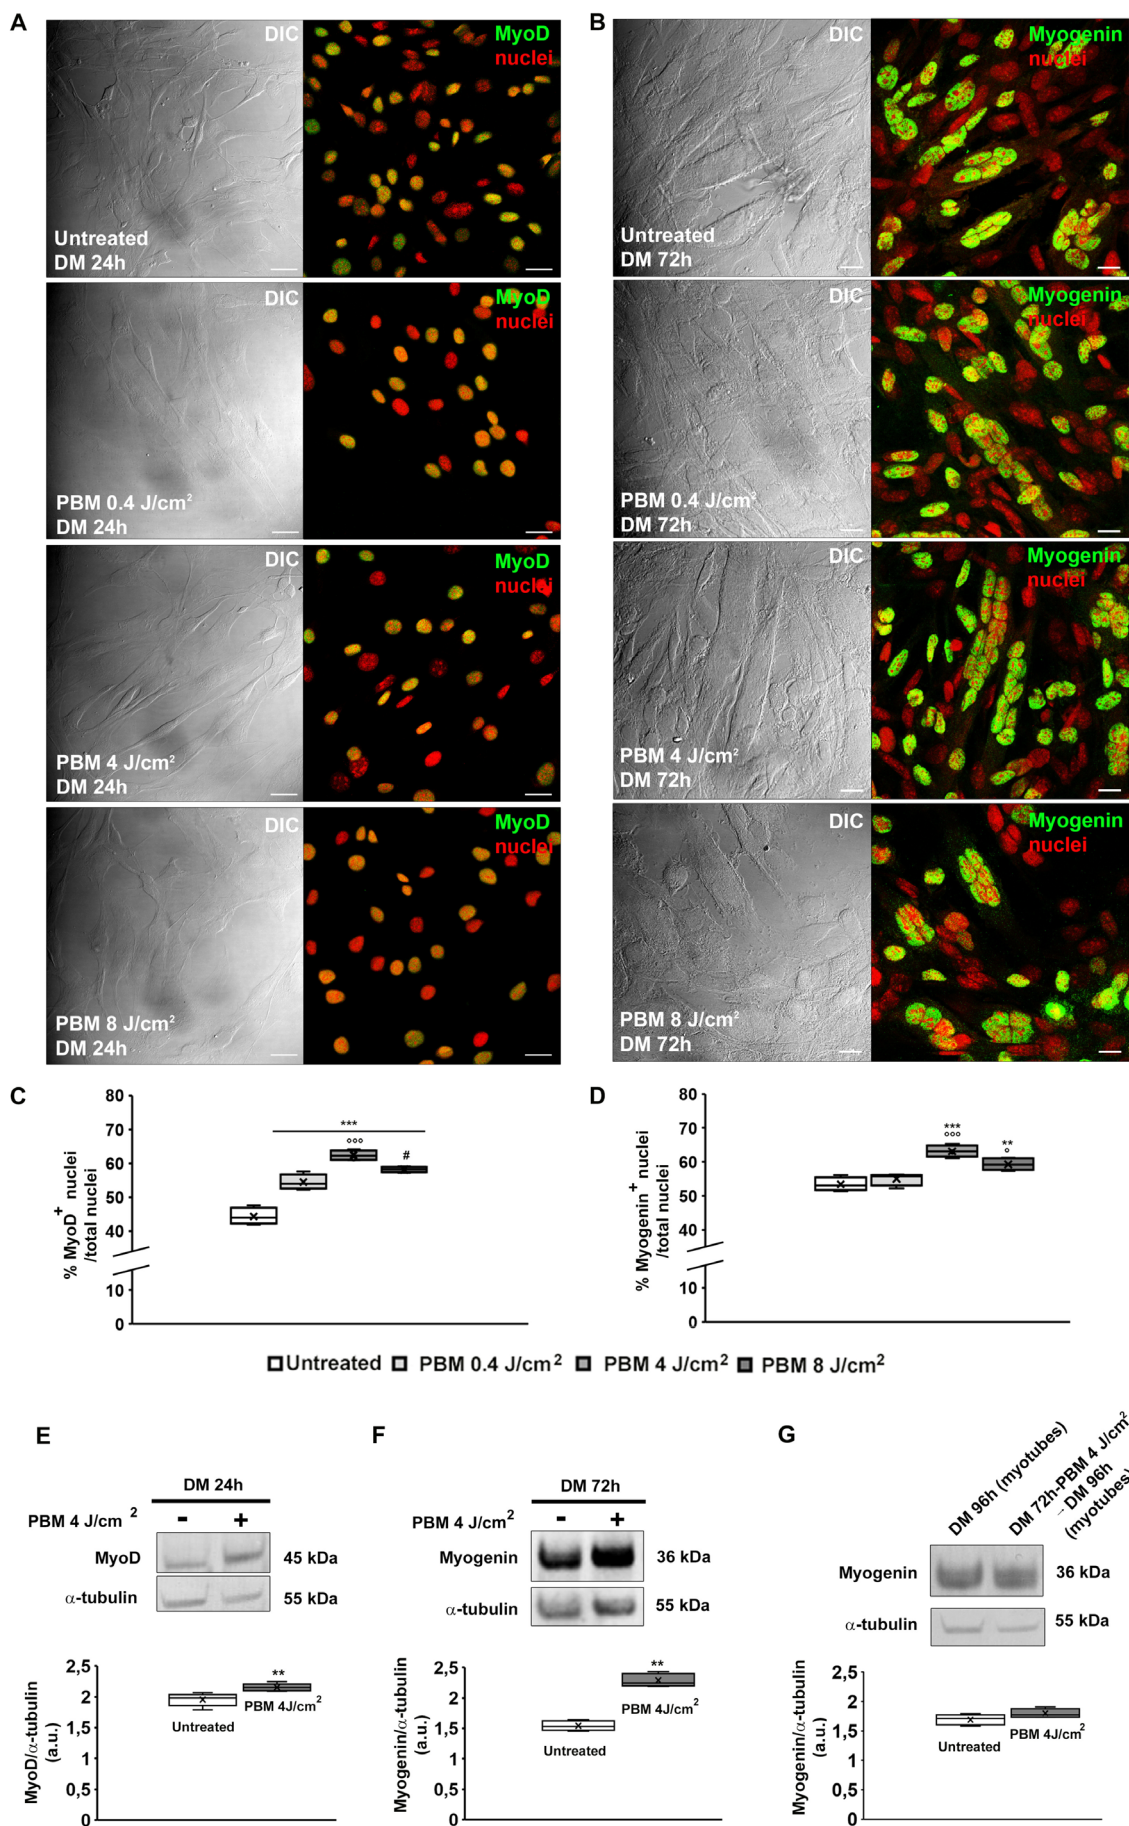 A
DIC
MyoD
nuclei
Untreated
DM 24h
DIC
MyoD
nuclei
PBM 0.4 J/cm²
DM 24h
DIC
MyoD
nuclei
PBM 4 J/cm²
DM 24h
DIC
MyoD
nuclei
PBM 8 J/cm²
DM 24h
B
DIC
Myogenin
nuclei
Untreated
DM 72h
DIC
Myogenin
nuclei
PBM 0.4 J/cm²
DM 72h
DIC
Myogenin
nuclei
PBM 4 J/cm²
DM 72h
DIC
Myogenin
nuclei
PBM 8 J/cm²
DM 72h
C
% MyoD⁺ nuclei
/total nuclei
80
70
60
50
40
10
0
***
°°°
#
D
% Myogenin⁺ nuclei
/total nuclei
80
70
60
50
40
10
0
***
°°°
**
°
Untreated PBM 0.4 J/cm² PBM 4 J/cm² PBM 8 J/cm²
E
DM 24h
PBM 4 J/cm ² - +
MyoD 45 kDa
α-tubulin 55 kDa
MyoD/α-tubulin
(a.u.)
2,5
2
1,5
1
0,5
0
**
Untreated
PBM 4J/cm²
F
DM 72h
PBM 4 J/cm² - +
Myogenin 36 kDa
α-tubulin 55 kDa
Myogenin/α-tubulin
(a.u.)
2,5
2
1,5
1
0,5
0
**
Untreated
PBM 4J/cm²
G
DM 96h (myotubes)
DM 72h-PBM 4 J/cm²
→DM 96h
(myotubes)
Myogenin 36 kDa
α-tubulin 55 kDa
Myogenin/α-tubulin
(a.u.)
2,5
2
1,5
1
0,5
0
Untreated
PBM 4J/cm²